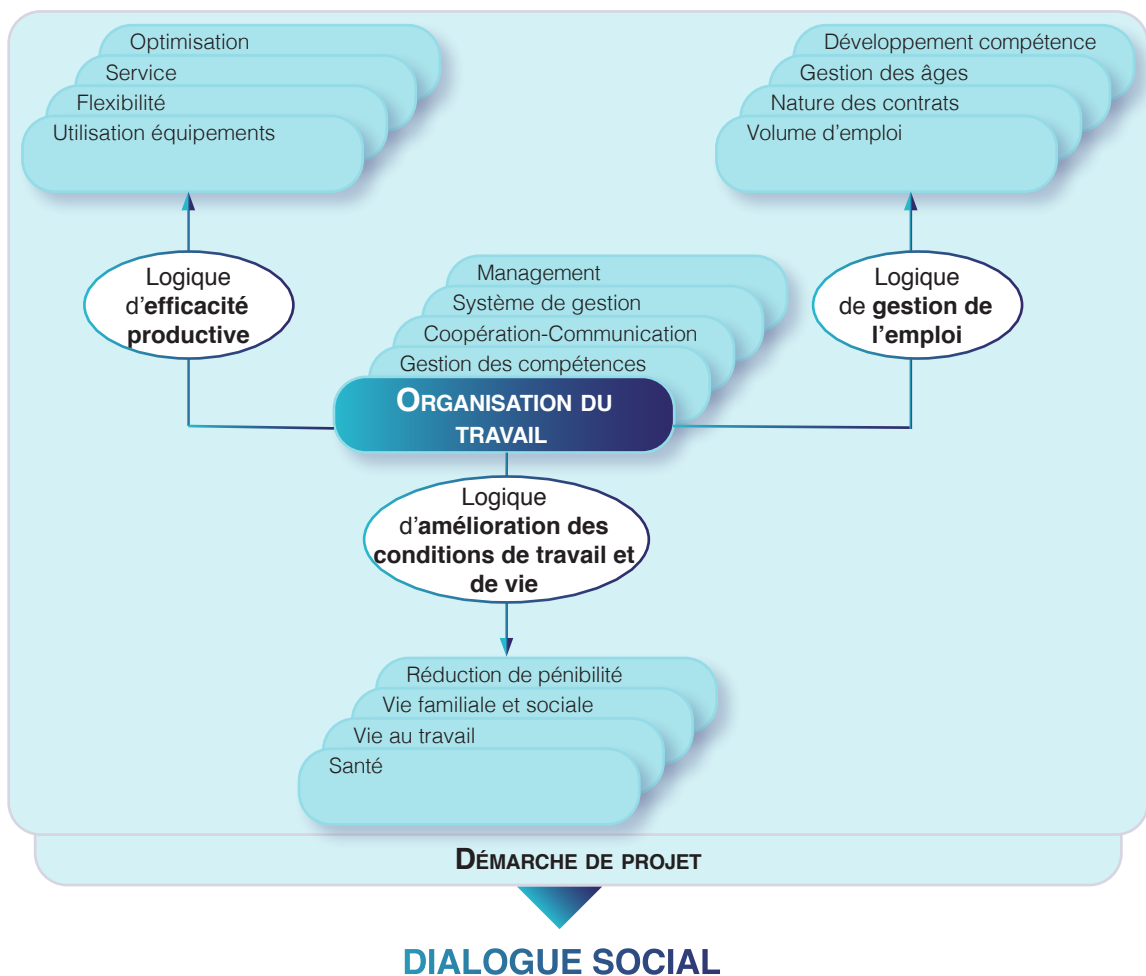 Optimisation
Service
Flexibilité
Utilisation équipements
Développement compétence
Gestion des âges
Nature des contrats
Volume d'emploi
Logique
d'efficacité
productive
Management
Système de gestion
Coopération-Communication
Gestion des compétences
ORGANISATION DU
TRAVAIL
Logique
de gestion de
l'emploi
Logique
d'amélioration des
conditions de travail et
de vie
Réduction de pénibilité
Vie familiale et sociale
Vie au travail
Santé
DÉMARCHE DE PROJET
DIALOGUE SOCIAL